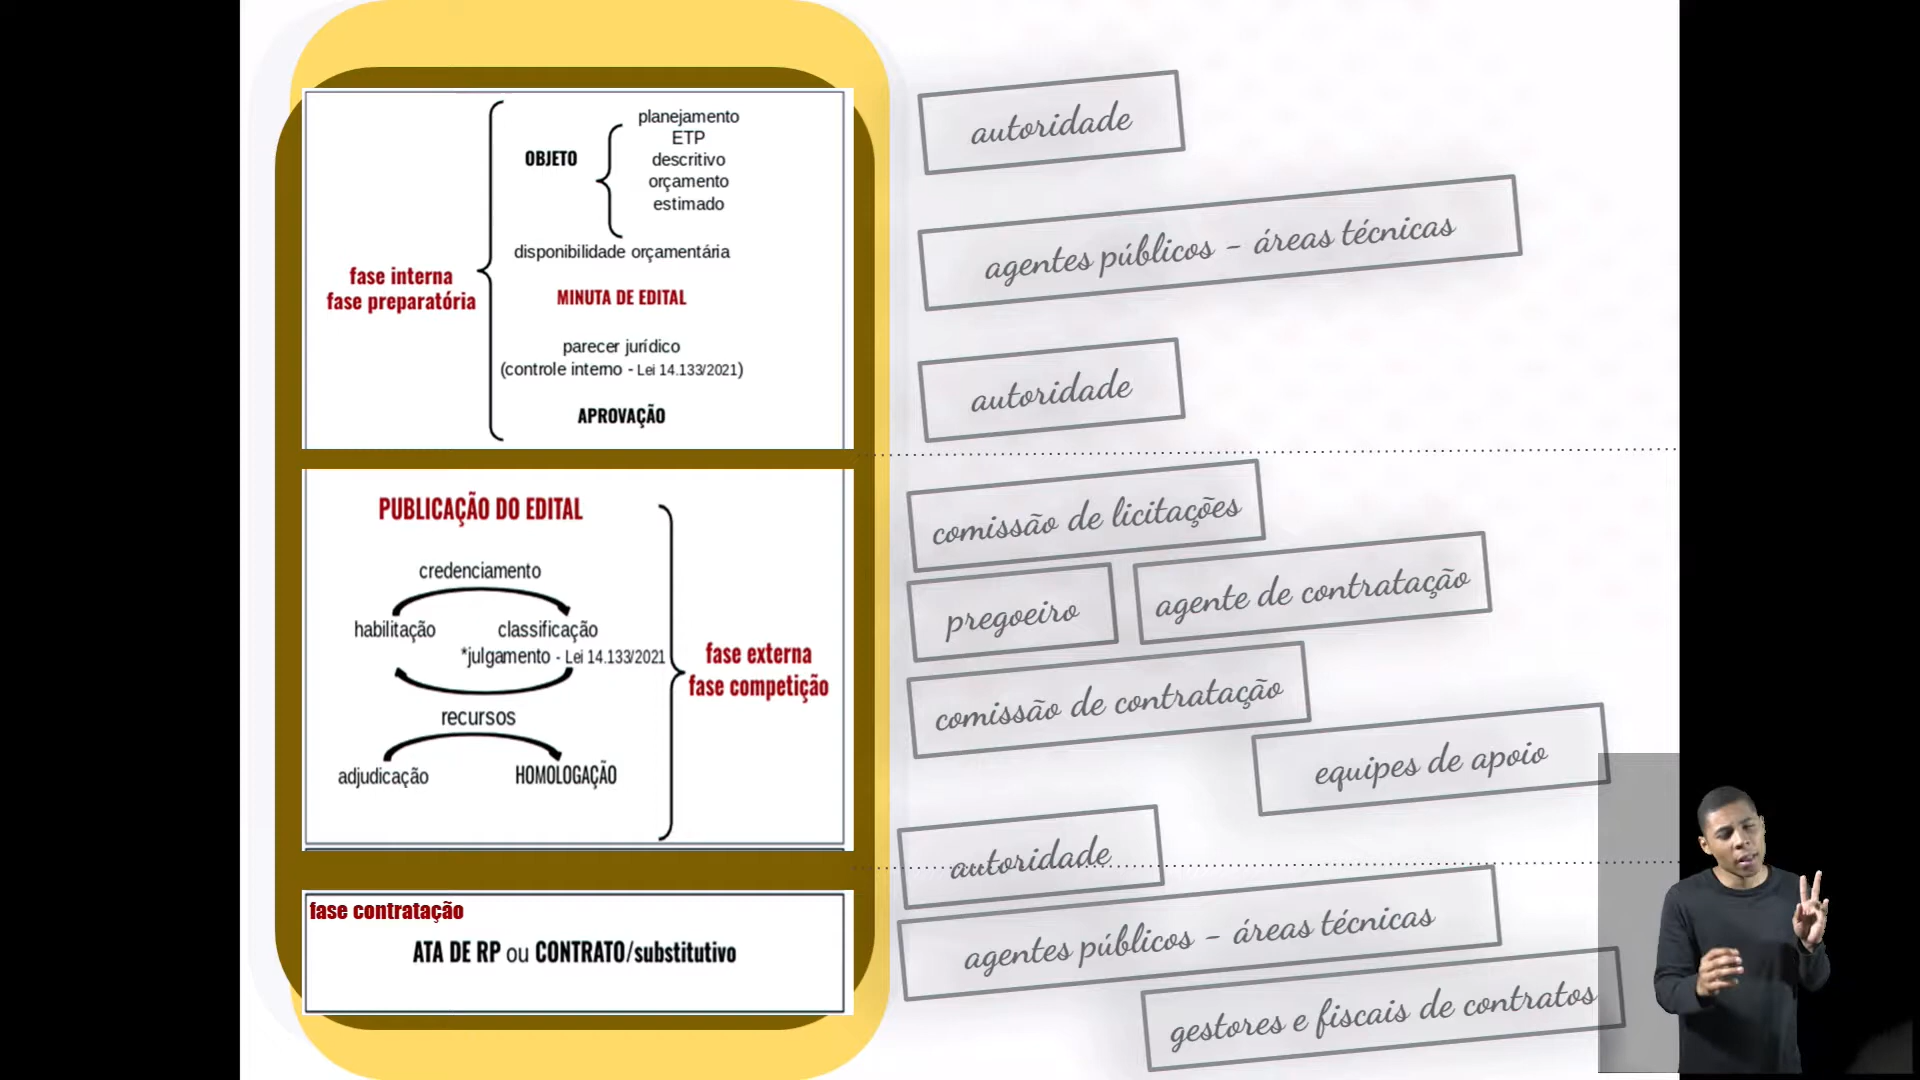 planejamento
ETP
OBJETO
descritivo
orçamento
estimado
disponibilidade orçamentária
fase interna
fase preparatória
MINUTA DE EDITAL
parecer jurídico
(controle interno - Lei 14.133/2021)
APROVAÇÃO
PUBLICAÇÃO DO EDITAL
credenciamento
habilitação
classificação
*julgamento - Lei 14.133/2021
fase externa
fase competição
recursos
adjudicação
HOMOLOGAÇÃO
fase contratação
ATA DE RP ou CONTRATO/substitutivo
autoridade
agentes públicos - áreas técnicas
autoridade
comissão de licitações
pregoeiro
agente de contratação
comissão de contratação
equipes de apoio
autoridade
agentes públicos - áreas técnicas
gestores e fiscais de contratos